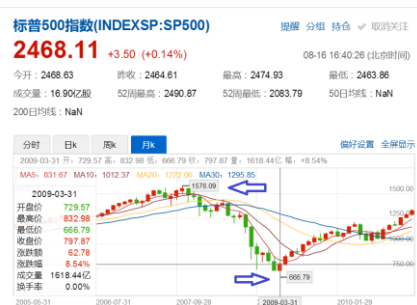 标普500指数(INDEXSP:SP500)
提醒 分组 持仓 取消关注
2468.11 +3.50 (+0.14%)
08-16 16:40:26 (北京时间)
今开：2468.63 昨收：2464.61 最高：2474.93 最低：2463.86
成交量：16.90亿股 52周最高：2490.87 52周最低：2083.79 50日均线：NaN
200日均线：NaN
分时 日k 周k 月k 偏好设置 全屏显示
2009-03-31 开：729.57 高：832.98 低：666.79 收：797.87 量：1618.44亿 幅：+8.54%
MA5：831.67 MA10：1012.37 MA20：1222.06 MA30：1295.85
2009-03-31
开盘价 729.57
最高价 832.98
最低价 666.79
收盘价 797.87
涨跌额 62.78
涨跌幅 8.54%
成交量 1618.44亿
换手率 0.00%
1576.09
666.79
1500.00
1250.00
1000.00
750.00
2005-05-31 2006-07-31 2007-09-28 2009-03-31 2010-01-29